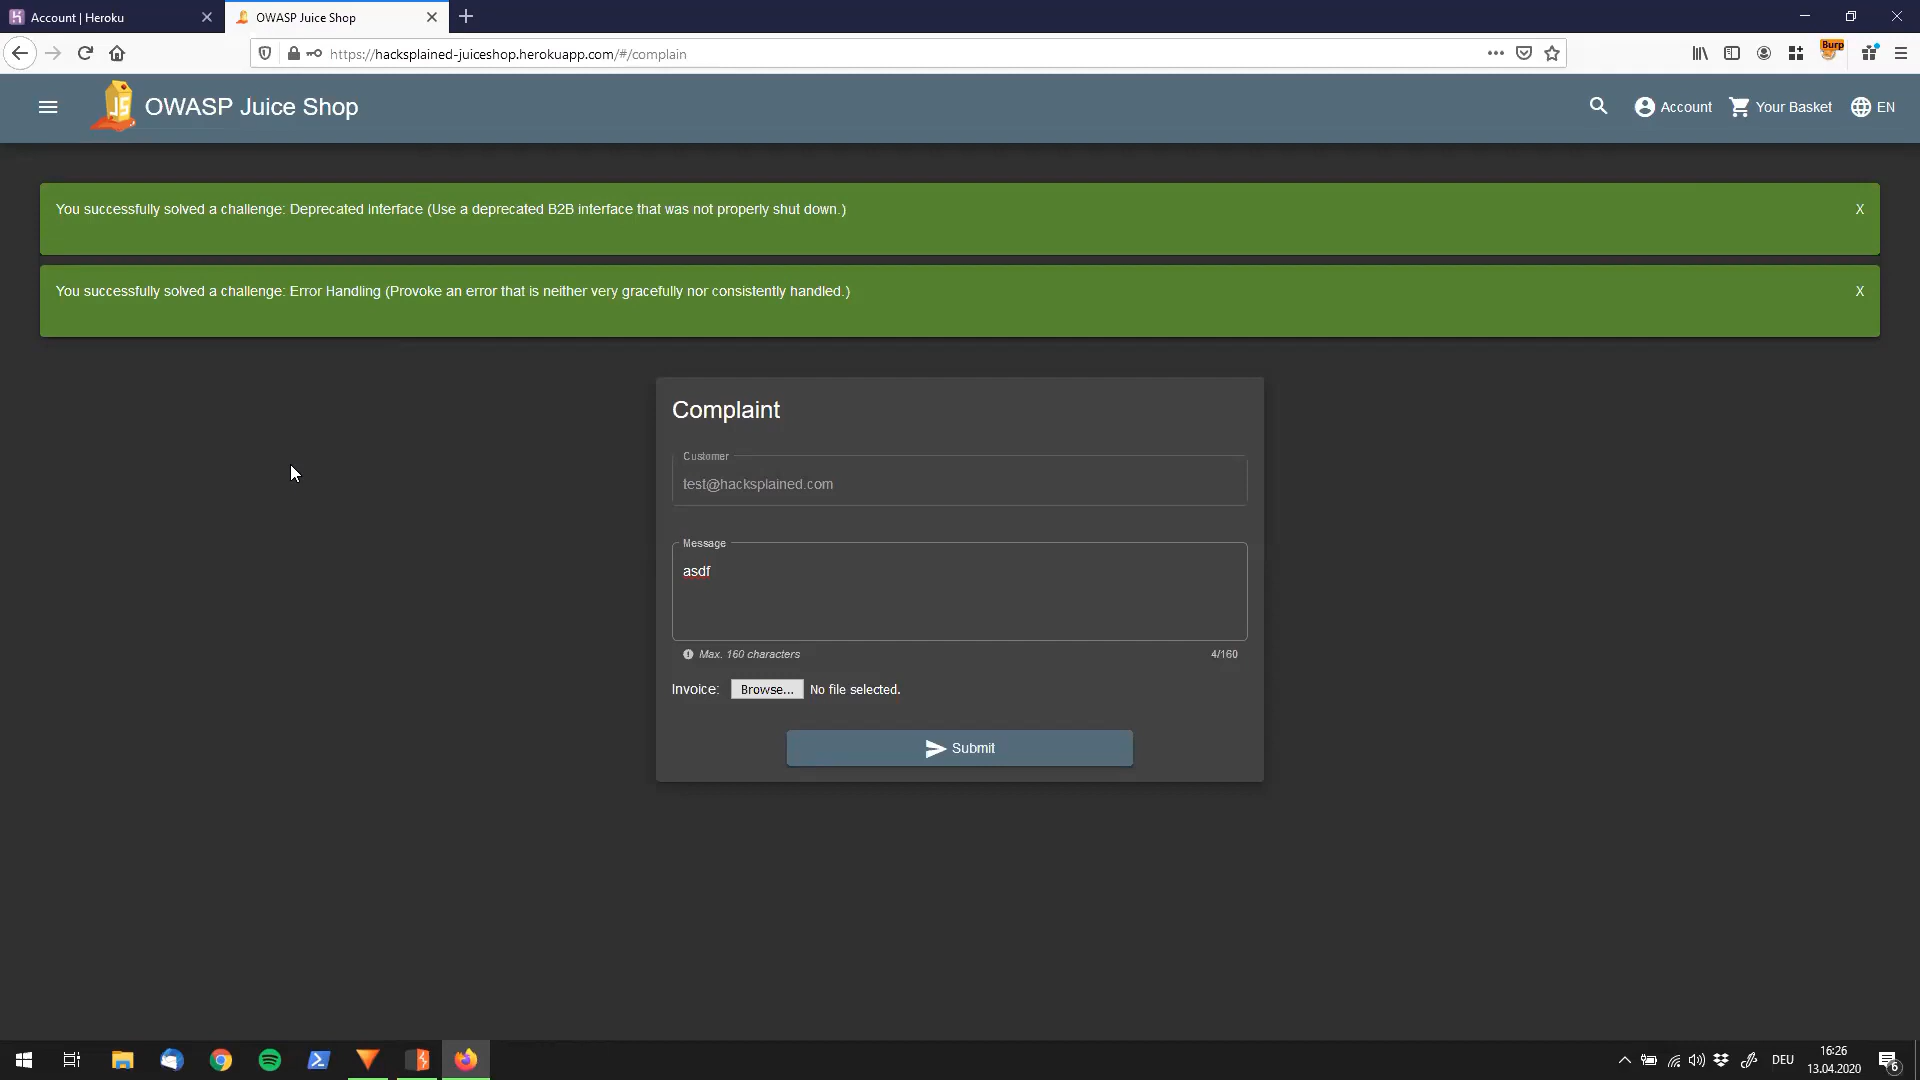 Account | Heroku
OWASP Juice Shop
https://hacksplained-juiceshop.herokuapp.com/#/complain
Burp
JS
OWASP Juice Shop
Account
Your Basket
EN
You successfully solved a challenge: Deprecated Interface (Use a deprecated B2B interface that was not properly shut down.)
X
You successfully solved a challenge: Error Handling (Provoke an error that is neither very gracefully nor consistently handled.)
X
Complaint
Customer
test@hacksplained.com
Message
asdf
Max. 160 characters
4/160
Invoice: Browse... No file selected.
Submit
DEU
16:26
13.04.2020
6